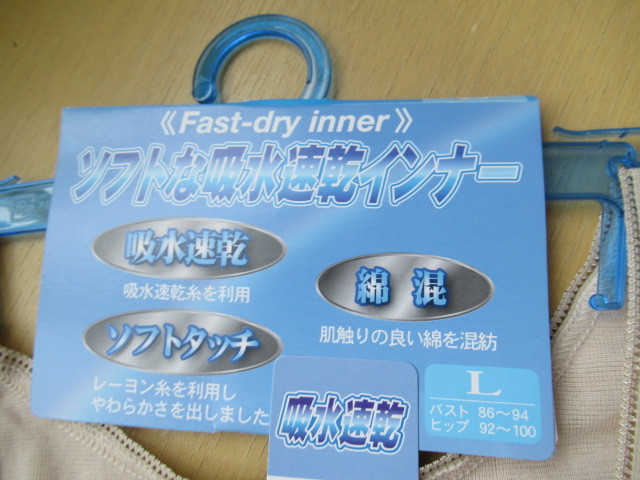 《Fast-dry inner》
ソフトな吸水速乾インナー
吸水速乾
吸水速乾糸を利用
綿混
肌触りの良い綿を混紡
ソフトタッチ
レーヨン糸を利用し
やわらかさを出しました
吸水速乾
L
バスト 86〜94
ヒップ 92〜100